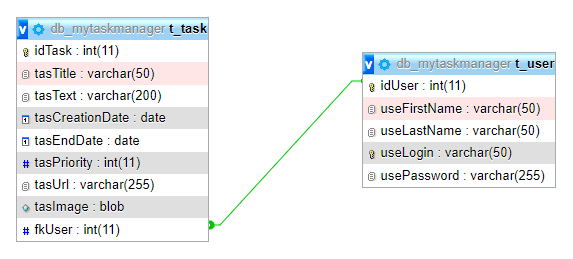 v db_mytaskmanager t_task
idTask : int(11)
tasTitle : varchar(50)
tasText : varchar(200)
tasCreationDate : date
tasEndDate : date
# tasPriority : int(11)
tasUrl : varchar(255)
tasImage : blob
# fkUser : int(11)
v db_mytaskmanager t_user
idUser : int(11)
useFirstName : varchar(50)
useLastName : varchar(50)
useLogin : varchar(50)
usePassword : varchar(255)